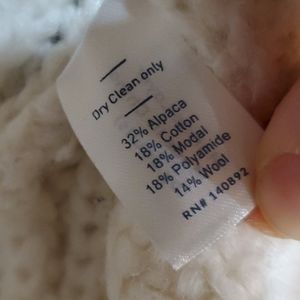 Dry Clean only
32% Alpaca
18% Cotton
18% Modal
18% Polyamide
14% Wool
RN# 140892